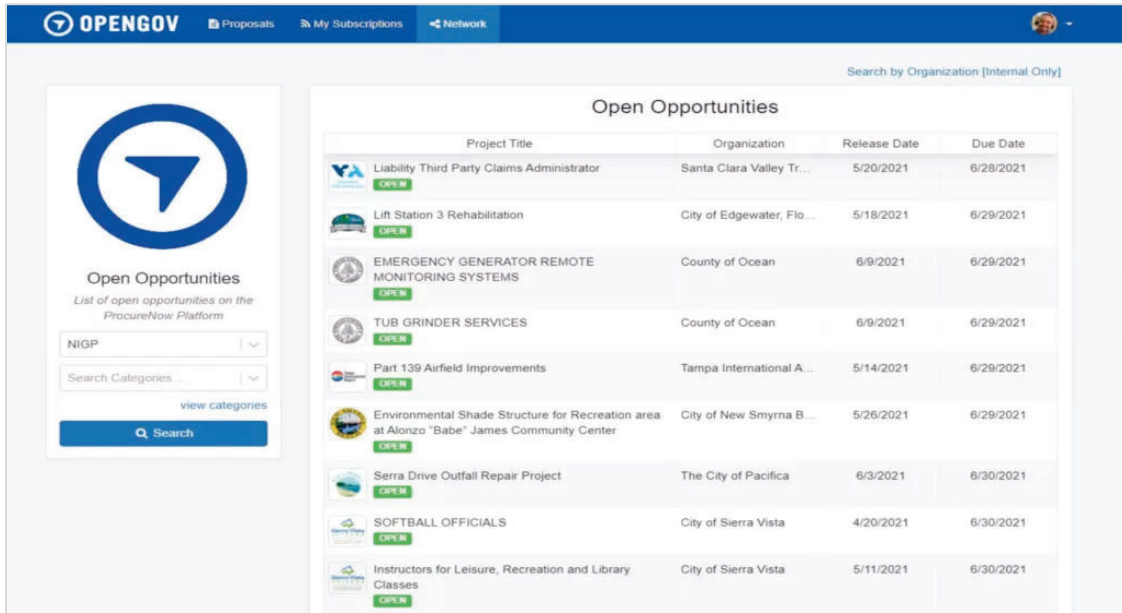 OPENGOV
Proposals
My Subscriptions
Network
Search by Organization [Internal Only]
Open Opportunities
List of open opportunities on the
ProcureNow Platform
NIGP
Search Categories...
view categories
Search
Open Opportunities
Project Title Organization Release Date Due Date
Liability Third Party Claims Administrator Santa Clara Valley Tr... 5/20/2021 6/28/2021
OPEN
Lift Station 3 Rehabilitation City of Edgewater, Flo... 5/18/2021 6/29/2021
OPEN
EMERGENCY GENERATOR REMOTE County of Ocean 6/9/2021 6/29/2021
MONITORING SYSTEMS
OPEN
TUB GRINDER SERVICES County of Ocean 6/9/2021 6/29/2021
OPEN
Part 139 Airfield Improvements Tampa International A... 5/14/2021 6/29/2021
OPEN
Environmental Shade Structure for Recreation area City of New Smyrna B... 5/26/2021 6/29/2021
at Alonzo "Babe" James Community Center
OPEN
Serra Drive Outfall Repair Project The City of Pacifica 6/3/2021 6/30/2021
OPEN
SOFTBALL OFFICIALS City of Sierra Vista 4/20/2021 6/30/2021
OPEN
Instructors for Leisure, Recreation and Library City of Sierra Vista 5/11/2021 6/30/2021
Classes
OPEN